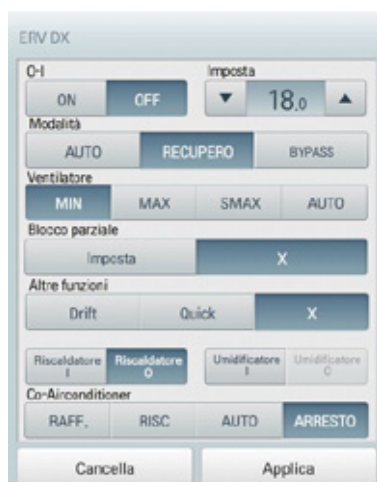 ERV DX
O-I Imposta
ON OFF ▼ 18.0 ▲
Modalità
AUTO RECUPERO BYPASS
Ventilatore
MIN MAX SMAX AUTO
Blocco parziale
Imposta X
Altre funzioni
Drift Quick X
Riscaldatore Riscaldatore Umidificatore Umidificatore
I O I O
Co-Airconditioner
RAFF. RISC AUTO ARRESTO
Cancella Applica